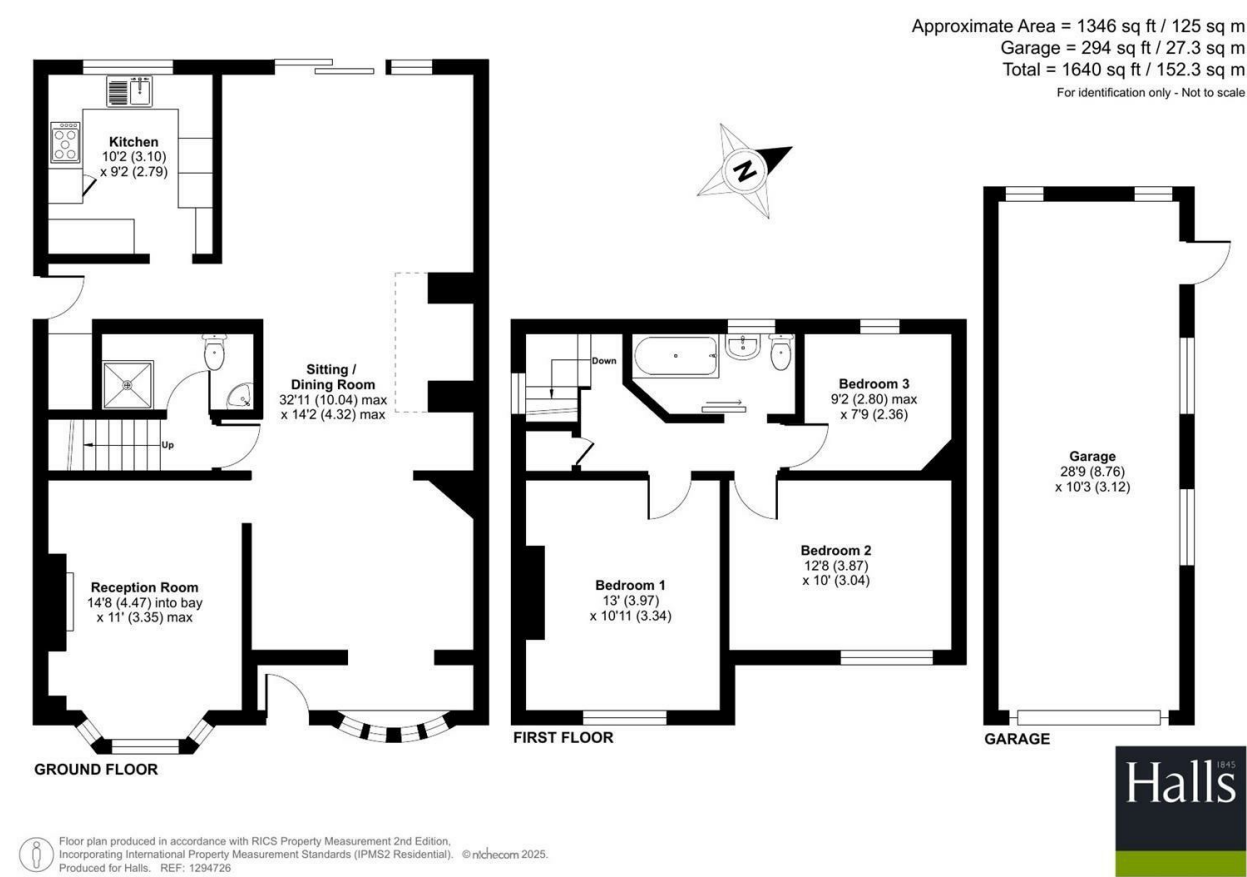 Approximate Area = 1346 sq ft / 125 sq m
Garage = 294 sq ft / 27.3 sq m
Total = 1640 sq ft / 152.3 sq m
For identification only - Not to scale
Kitchen
10'2 (3.10)
x 9'2 (2.79)
N
Sitting /
Dining Room
32'11 (10.04) max
x 14'2 (4.32) max
Up
Reception Room
14'8 (4.47) into bay
x 11' (3.35) max
GROUND FLOOR
Down
Bedroom 3
9'2 (2.80) max
x 7'9 (2.36)
Bedroom 2
12'8 (3.87)
x 10' (3.04)
Bedroom 1
13' (3.97)
x 10'11 (3.34)
FIRST FLOOR
Garage
28'9 (8.76)
x 10'3 (3.12)
GARAGE
1845
Halls
Floor plan produced in accordance with RICS Property Measurement 2nd Edition,
Incorporating International Property Measurement Standards (IPMS2 Residential). © nichecom 2025.
Produced for Halls. REF: 1294726